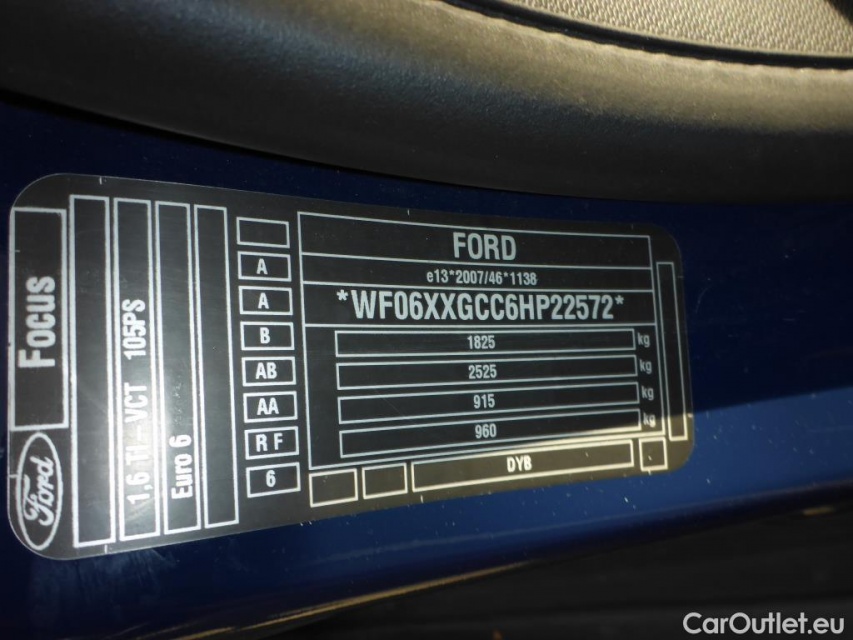 Focus
Ford
1.6 Ti-VCT 105PS
Euro 6
A
A
B
AB
AA
R F
6
FORD
e13*2007/46*1138
*WF06XXGCC6HP22572*
1825 kg
2525 kg
915 kg
960 kg
DYB
CarOutlet.eu